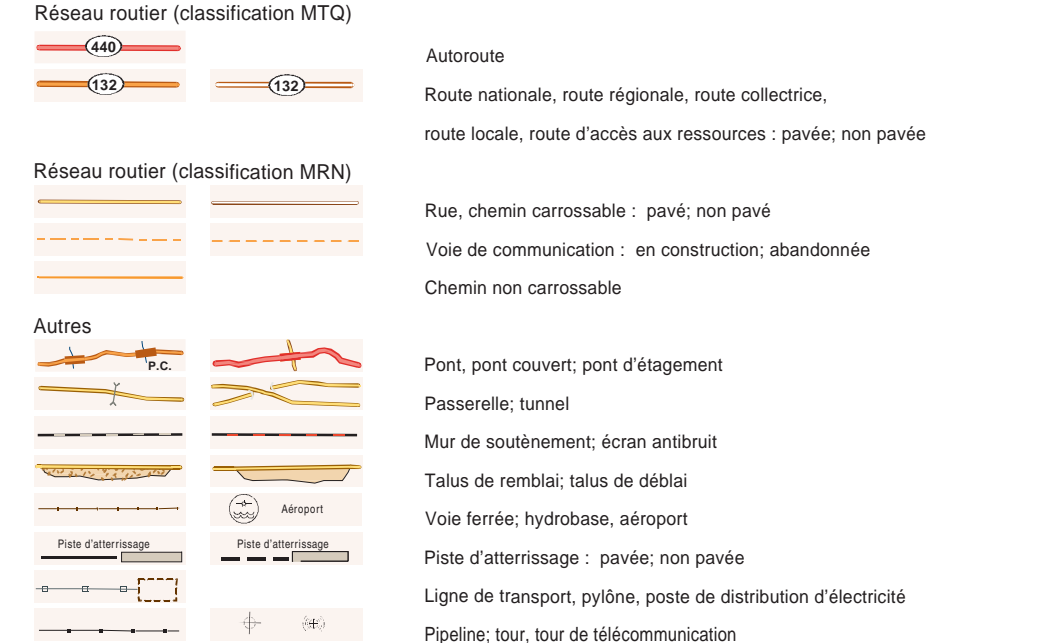 Réseau routier (classification MTQ)
440
Autoroute
132 132
Route nationale, route régionale, route collectrice,
route locale, route d'accès aux ressources : pavée; non pavée
Réseau routier (classification MRN)
Rue, chemin carrossable : pavé; non pavé
Voie de communication : en construction; abandonnée
Chemin non carrossable
Autres
P.C.
Pont, pont couvert; pont d'étagement
Passerelle; tunnel
Mur de soutènement; écran antibruit
Talus de remblai; talus de déblai
Aéroport
Voie ferrée; hydrobase, aéroport
Piste d'atterrissage Piste d'atterrissage
Piste d'atterrissage : pavée; non pavée
Ligne de transport, pylône, poste de distribution d'électricité
Pipeline; tour, tour de télécommunication